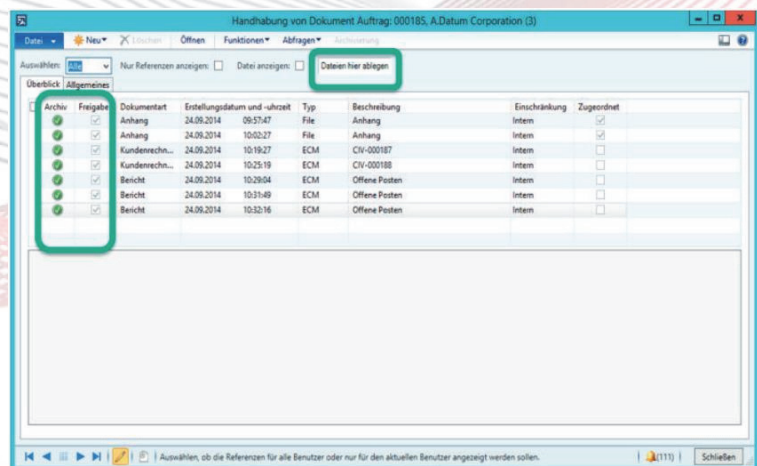 Handhabung von Dokument Auftrag: 000185, A.Datum Corporation (3)
Datei Neu Löschen Öffnen Funktionen Abfragen Archivierung
Auswählen: Alle Nur Referenzen anzeigen: Datei anzeigen: Dateien hier ablegen
Überblick Allgemeines
Archiv Freigabe Dokumentart Erstellungsdatum und -uhrzeit Typ Beschreibung Einschränkung Zugeordnet
Anhang 24.09.2014 09:57:47 File Anhang Intern
Anhang 24.09.2014 10:02:27 File Anhang Intern
Kundenrechn... 24.09.2014 10:19:27 ECM CIV-000187 Intern
Kundenrechn... 24.09.2014 10:25:19 ECM CIV-000188 Intern
Bericht 24.09.2014 10:29:04 ECM Offene Posten Intern
Bericht 24.09.2014 10:31:49 ECM Offene Posten Intern
Bericht 24.09.2014 10:32:16 ECM Offene Posten Intern
Auswählen, ob die Referenzen für alle Benutzer oder nur für den aktuellen Benutzer angezeigt werden sollen. (111) Schließen